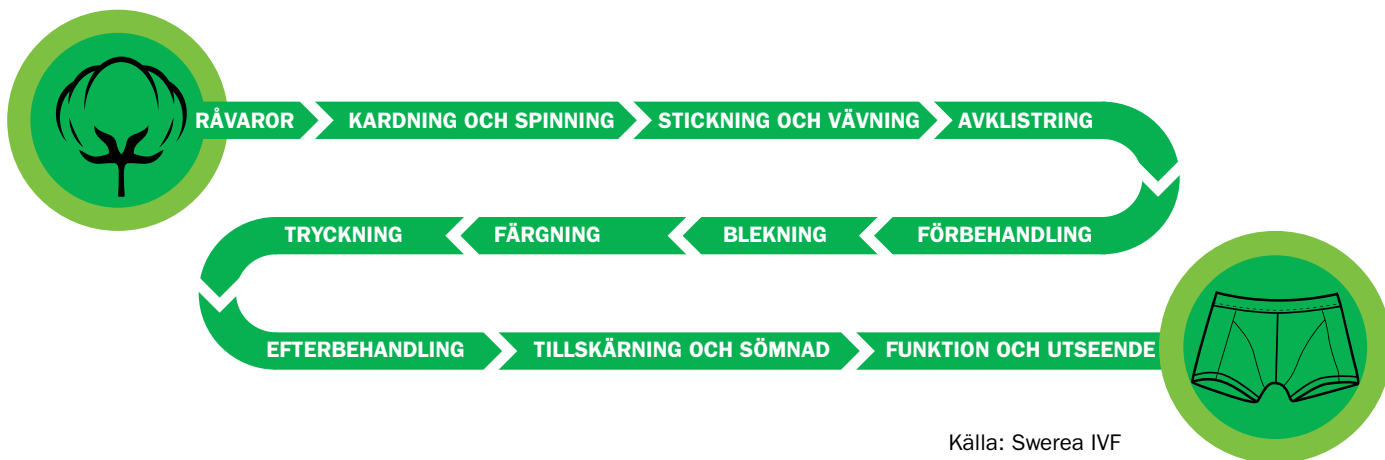 RÅVAROR
KARDNING OCH SPINNING
STICKNING OCH VÄVNING
AVKLISTRING
FÖRBEHANDLING
BLEKNING
FÄRGNING
TRYCKNING
EFTERBEHANDLING
TILLSKÄRNING OCH SÖMNAD
FUNKTION OCH UTSEENDE
Källa: Swerea IVF